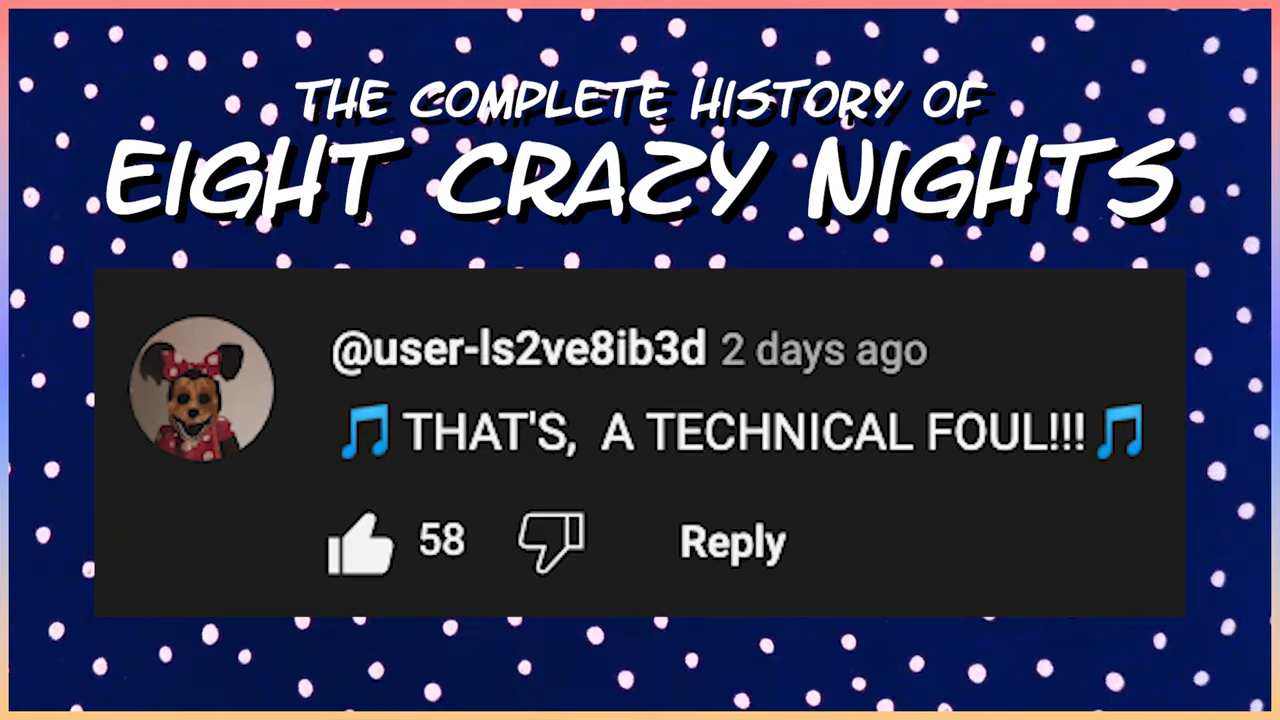 THE COMPLETE HISTORY OF
EIGHT CRAZY NIGHTS
@user-ls2ve8ib3d 2 days ago
🎵 THAT'S,  A TECHNICAL FOUL!!! 🎵
58 Reply